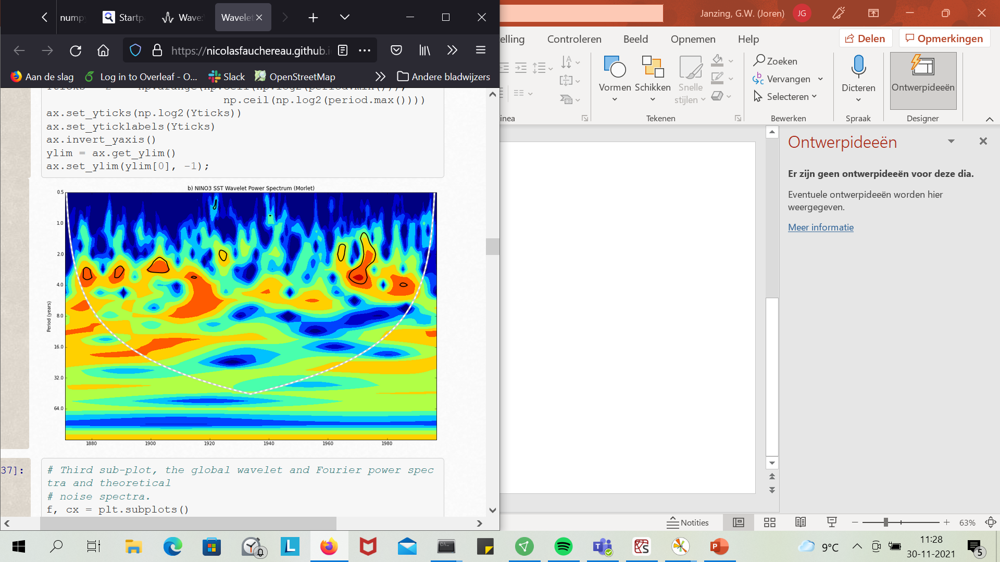 nump
Startp
Wave:
Wavelet
https://nicolasfauchereau.github.i
Aan de slag
Log in to Overleaf - O...
Slack
OpenStreetMap
Andere bladwijzers
np.ceil(np.log2(period.max())))
ax.set_yticks(np.log2(Yticks))
ax.set_yticklabels(Yticks)
ax.invert_yaxis()
ylim = ax.get_ylim()
ax.set_ylim(ylim[0], -1);
b) NINO3 SST Wavelet Power Spectrum (Morlet)
0.5
1.0
2.0
4.0
8.0
16.0
32.0
64.0
Period (years)
1880 1900 1920 1940 1960 1980
37]:
# Third sub-plot, the global wavelet and Fourier power spec
tra and theoretical
# noise spectra.
f, cx = plt.subplots()
Janzing, G.W. (Joren)
JG
elling
Controleren
Beeld
Opnemen
Help
Delen
Opmerkingen
Vormen
Schikken
Snelle
stijlen
Zoeken
Vervangen
Selecteren
Dicteren
Ontwerpideeën
inea
Tekenen
Bewerken
Spraak
Designer
Ontwerpideeën
Er zijn geen ontwerpideeën voor deze dia.
Eventuele ontwerpideeën worden hier
weergegeven.
Meer informatie
Notities
63%
9°C
11:28
30-11-2021
5